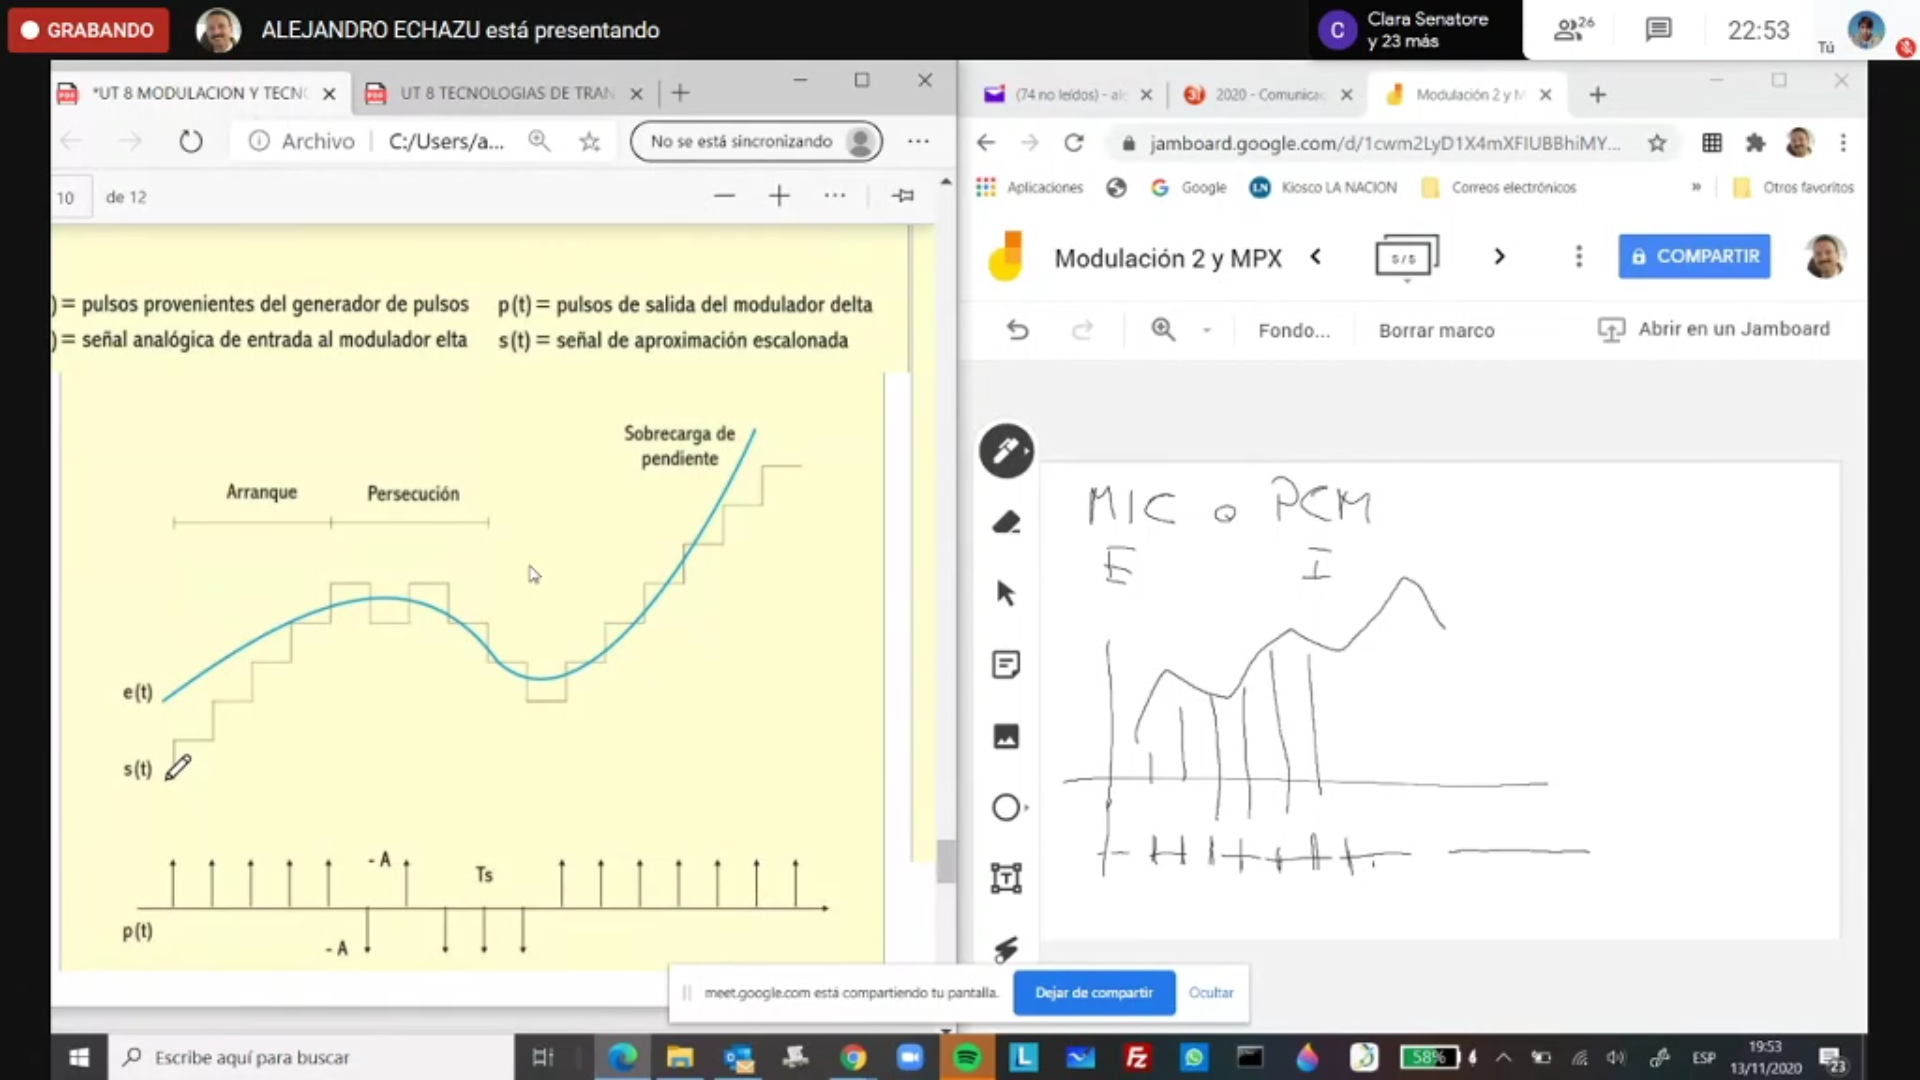 GRABANDO
ALEJANDRO ECHAZU está presentando
C
Clara Senatore
y 23 más
26
22:53
Tú
*UT 8 MODULACION Y TECNO
UT 8 TECNOLOGIAS DE TRAN
Archivo
C:/Users/a...
No se está sincronizando
10
de 12
) = pulsos provenientes del generador de pulsos
p(t) = pulsos de salida del modulador delta
) = señal analógica de entrada al modulador elta
s(t) = señal de aproximación escalonada
Sobrecarga de
pendiente
Arranque
Persecución
e(t)
s(t)
- A
Ts
p(t)
- A
(74 no leídos) - al
2020 - Comunicac
Modulación 2 y M
jamboard.google.com/d/1cwm2LyD1X4mXFIUBBhiMY...
Aplicaciones
Google
LN
Kiosco LA NACION
Correos electrónicos
»
Otros favoritos
Modulación 2 y MPX
5 / 5
COMPARTIR
Fondo...
Borrar marco
Abrir en un Jamboard
MIC o PCM
E I
meet.google.com está compartiendo tu pantalla.
Dejar de compartir
Ocultar
Escribe aquí para buscar
58%
ESP
19:53
13/11/2020
23